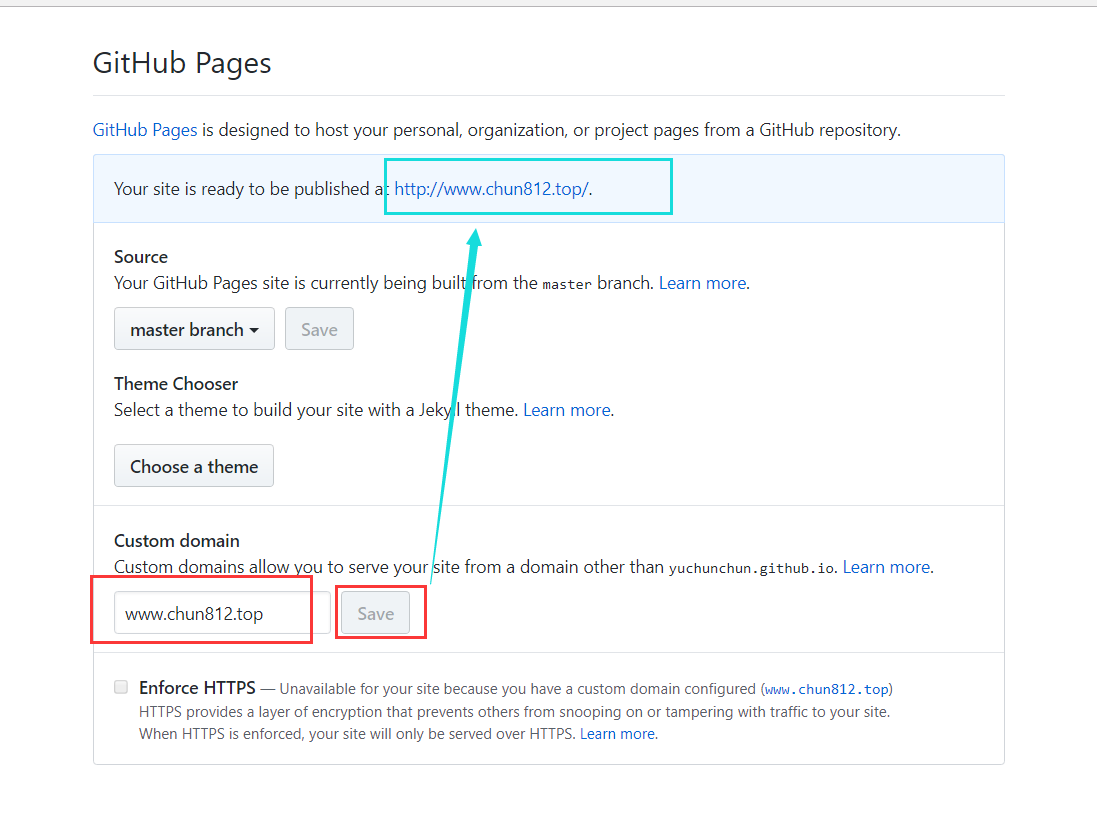 GitHub Pages
GitHub Pages is designed to host your personal, organization, or project pages from a GitHub repository.
Your site is ready to be published at http://www.chun812.top/.
Source
Your GitHub Pages site is currently being built from the master branch. Learn more.
master branch Save
Theme Chooser
Select a theme to build your site with a Jekyll theme. Learn more.
Choose a theme
Custom domain
Custom domains allow you to serve your site from a domain other than yuchunchun.github.io. Learn more.
www.chun812.top Save
Enforce HTTPS — Unavailable for your site because you have a custom domain configured (www.chun812.top)
HTTPS provides a layer of encryption that prevents others from snooping on or tampering with traffic to your site.
When HTTPS is enforced, your site will only be served over HTTPS. Learn more.